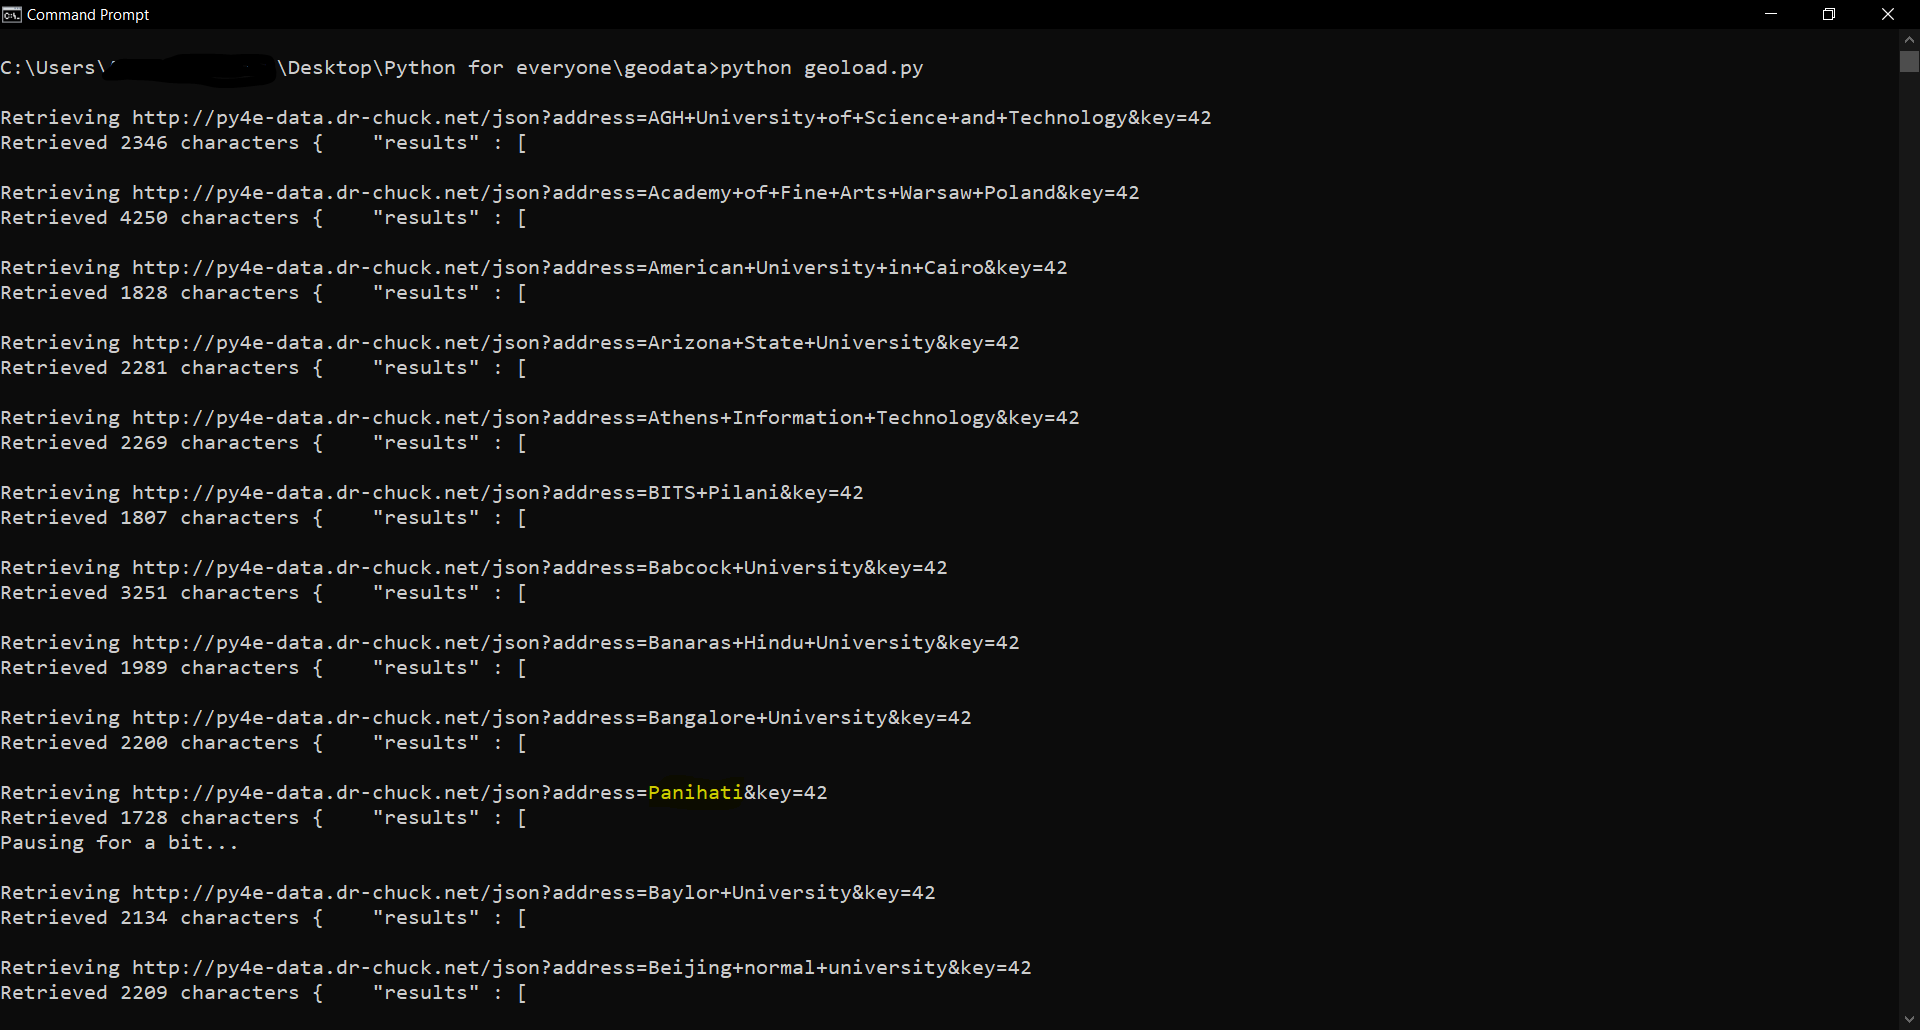 Command Prompt
C:\Users\ \Desktop\Python for everyone\geodata>python geoload.py
Retrieving http://py4e-data.dr-chuck.net/json?address=AGH+University+of+Science+and+Technology&key=42
Retrieved 2346 characters {    "results" : [
Retrieving http://py4e-data.dr-chuck.net/json?address=Academy+of+Fine+Arts+Warsaw+Poland&key=42
Retrieved 4250 characters {    "results" : [
Retrieving http://py4e-data.dr-chuck.net/json?address=American+University+in+Cairo&key=42
Retrieved 1828 characters {    "results" : [
Retrieving http://py4e-data.dr-chuck.net/json?address=Arizona+State+University&key=42
Retrieved 2281 characters {    "results" : [
Retrieving http://py4e-data.dr-chuck.net/json?address=Athens+Information+Technology&key=42
Retrieved 2269 characters {    "results" : [
Retrieving http://py4e-data.dr-chuck.net/json?address=BITS+Pilani&key=42
Retrieved 1807 characters {    "results" : [
Retrieving http://py4e-data.dr-chuck.net/json?address=Babcock+University&key=42
Retrieved 3251 characters {    "results" : [
Retrieving http://py4e-data.dr-chuck.net/json?address=Banaras+Hindu+University&key=42
Retrieved 1989 characters {    "results" : [
Retrieving http://py4e-data.dr-chuck.net/json?address=Bangalore+University&key=42
Retrieved 2200 characters {    "results" : [
Retrieving http://py4e-data.dr-chuck.net/json?address=Panihati&key=42
Retrieved 1728 characters {    "results" : [
Pausing for a bit...
Retrieving http://py4e-data.dr-chuck.net/json?address=Baylor+University&key=42
Retrieved 2134 characters {    "results" : [
Retrieving http://py4e-data.dr-chuck.net/json?address=Beijing+normal+university&key=42
Retrieved 2209 characters {    "results" : [